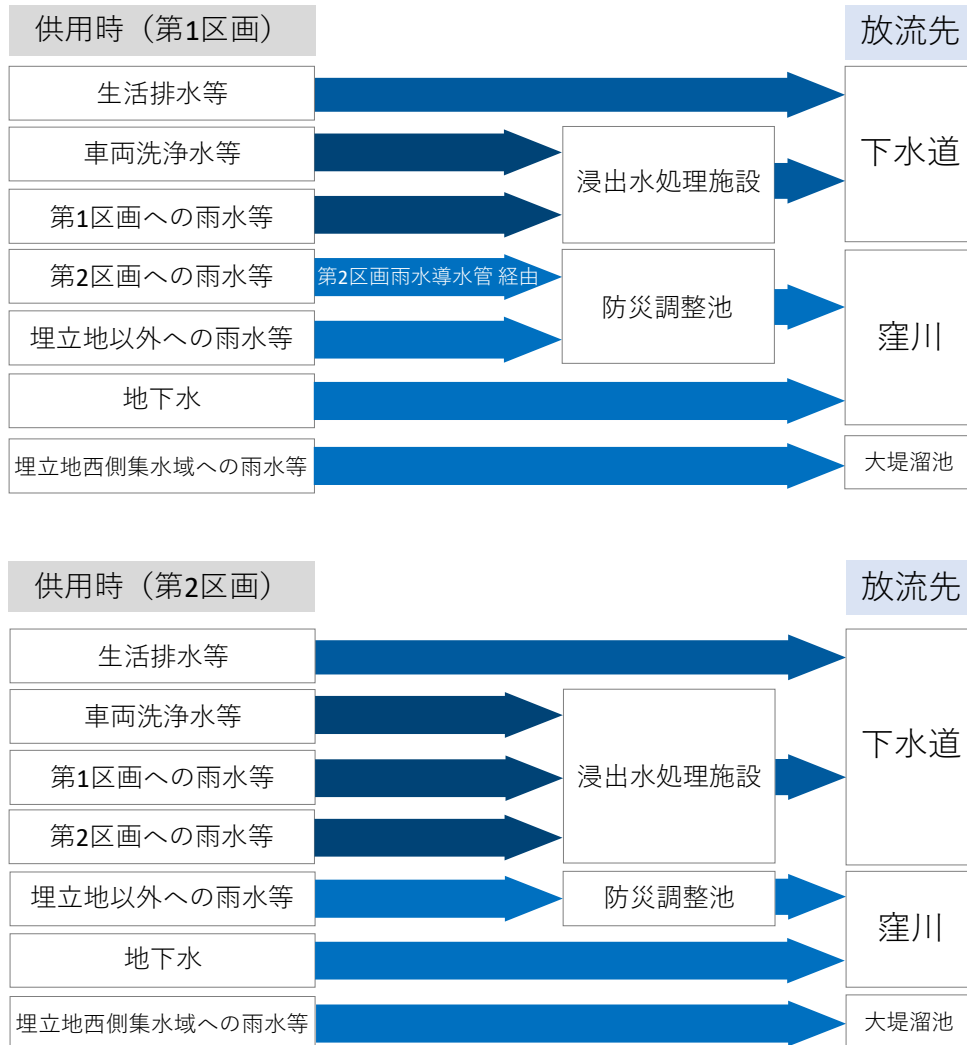 供用時（第1区画）
放流先
生活排水等
車両洗浄水等
第1区画への雨水等
浸出水処理施設
下水道
第2区画への雨水等
第2区画雨水導水管 経由
埋立地以外への雨水等
防災調整池
地下水
窪川
埋立地西側集水域への雨水等
大堤溜池
供用時（第2区画）
放流先
生活排水等
車両洗浄水等
第1区画への雨水等
第2区画への雨水等
浸出水処理施設
下水道
埋立地以外への雨水等
防災調整池
地下水
窪川
埋立地西側集水域への雨水等
大堤溜池